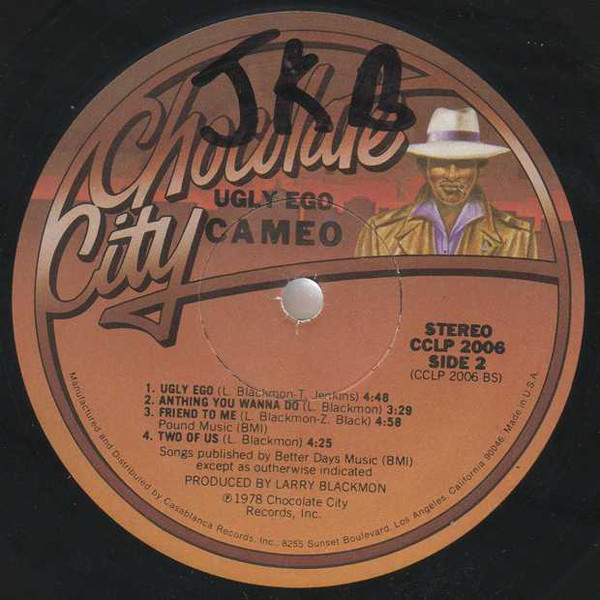 JKB
Chocolate
City
UGLY EGO
CAMEO
STEREO
CCLP 2006
SIDE 2
(CCLP 2006 BS)
1. UGLY EGO (L. Blackmon-T. Jenkins) 4:48
2. ANTHING YOU WANNA DO (L. Blackmon) 3:29
3. FRIEND TO ME (L. Blackmon-Z. Black) 4:58
Pound Music (BMI)
4. TWO OF US (L. Blackmon) 4:25
Songs published by Better Days Music (BMI)
except as outherwise indicated
PRODUCED BY LARRY BLACKMON
℗1978 Chocolate City
Records, Inc.
Manufactured and Distributed by Casablanca Records, Inc., 8255 Sunset Boulevard, Los Angeles, California 90046, Made in U.S.A.